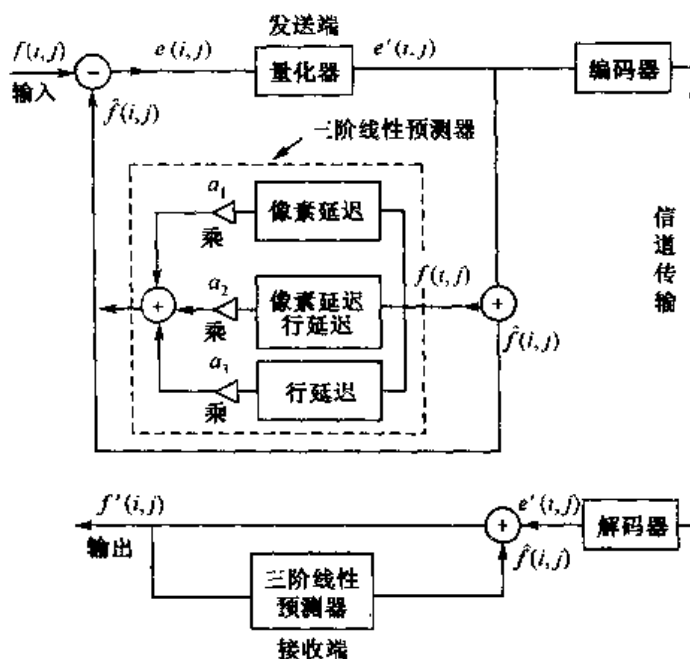 发送端
f(i,j)
e(i,j)
e'(i,j)
输入
量化器
编码器
f̂(i,j)
三阶线性预测器
a₁
乘
像素延迟
a₂
乘
像素延迟
行延迟
f(i,j)
f̂(i,j)
a₃
乘
行延迟
信道传输
f'(i,j)
输出
e'(i,j)
解码器
f̂(i,j)
三阶线性
预测器
接收端